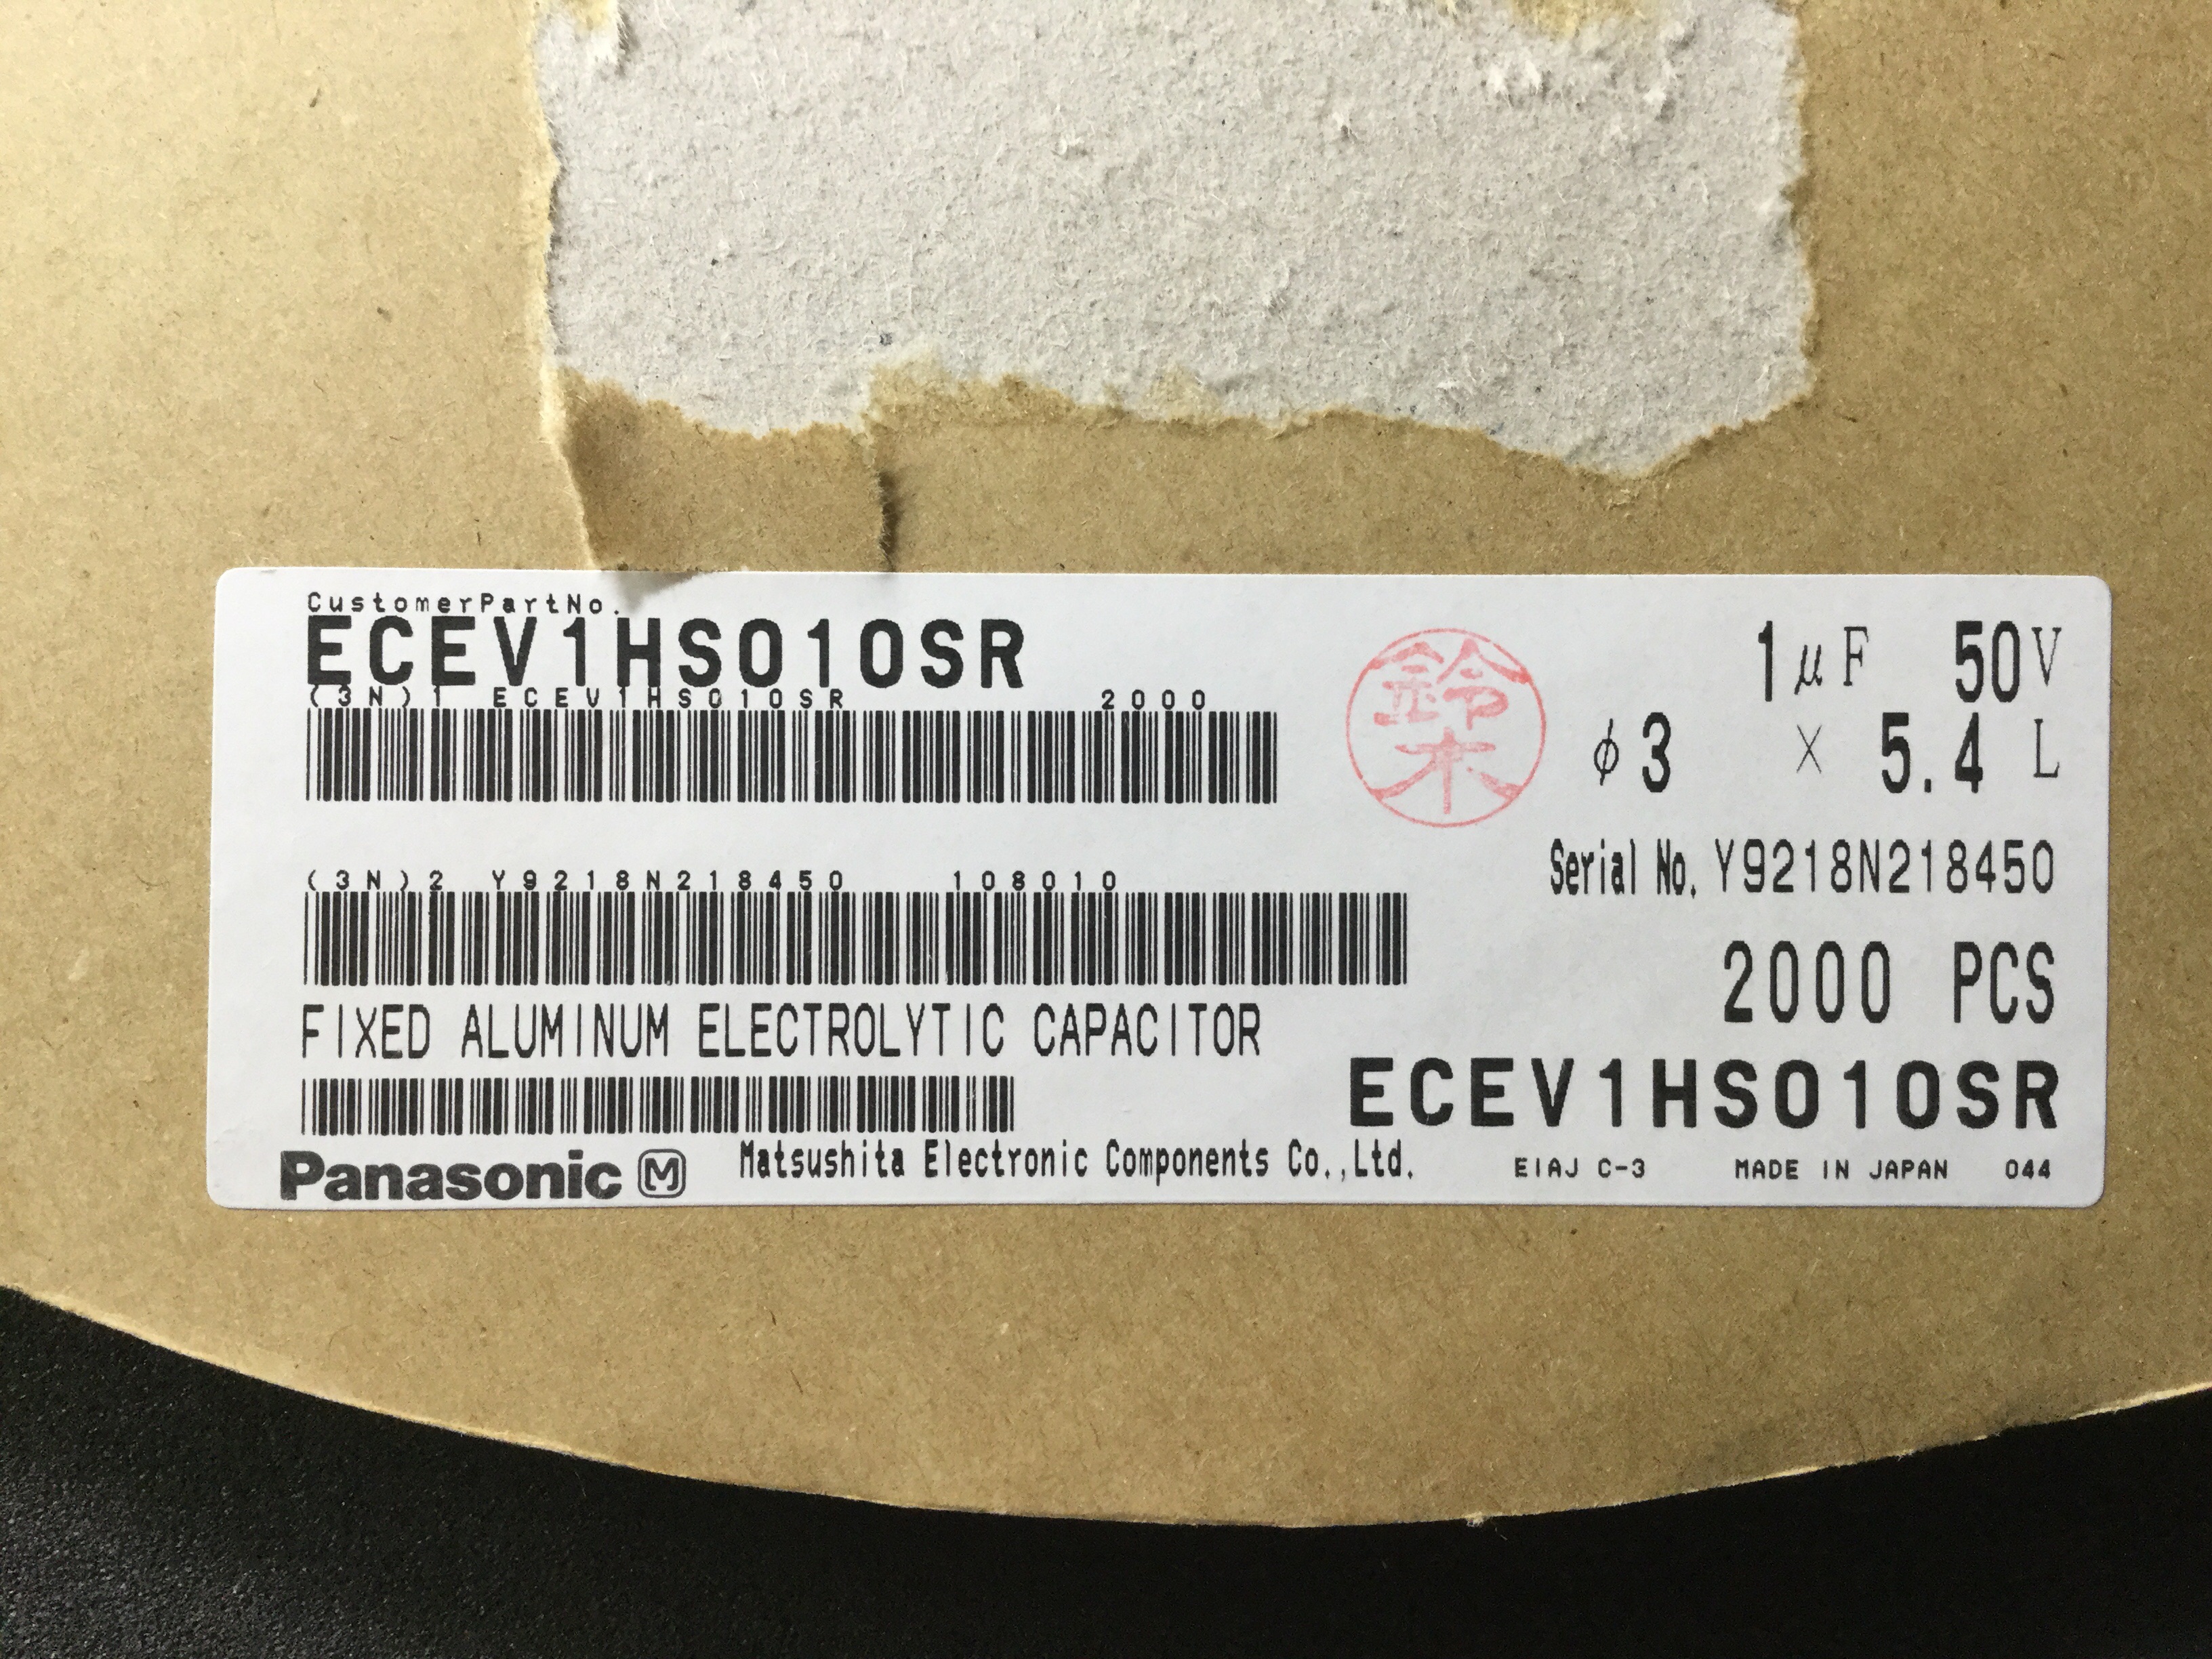 CustomerPartNo.
ECEV1HS010SR
(3N)1 ECEV1HS010SR 2000
鈴木
1μF 50V
φ3 × 5.4 L
(3N)2 Y9218N218450 108010
Serial No. Y9218N218450
2000 PCS
FIXED ALUMINUM ELECTROLYTIC CAPACITOR
ECEV1HS010SR
Panasonic M Matsushita Electronic Components Co.,Ltd. EIAJ C-3 MADE IN JAPAN 044